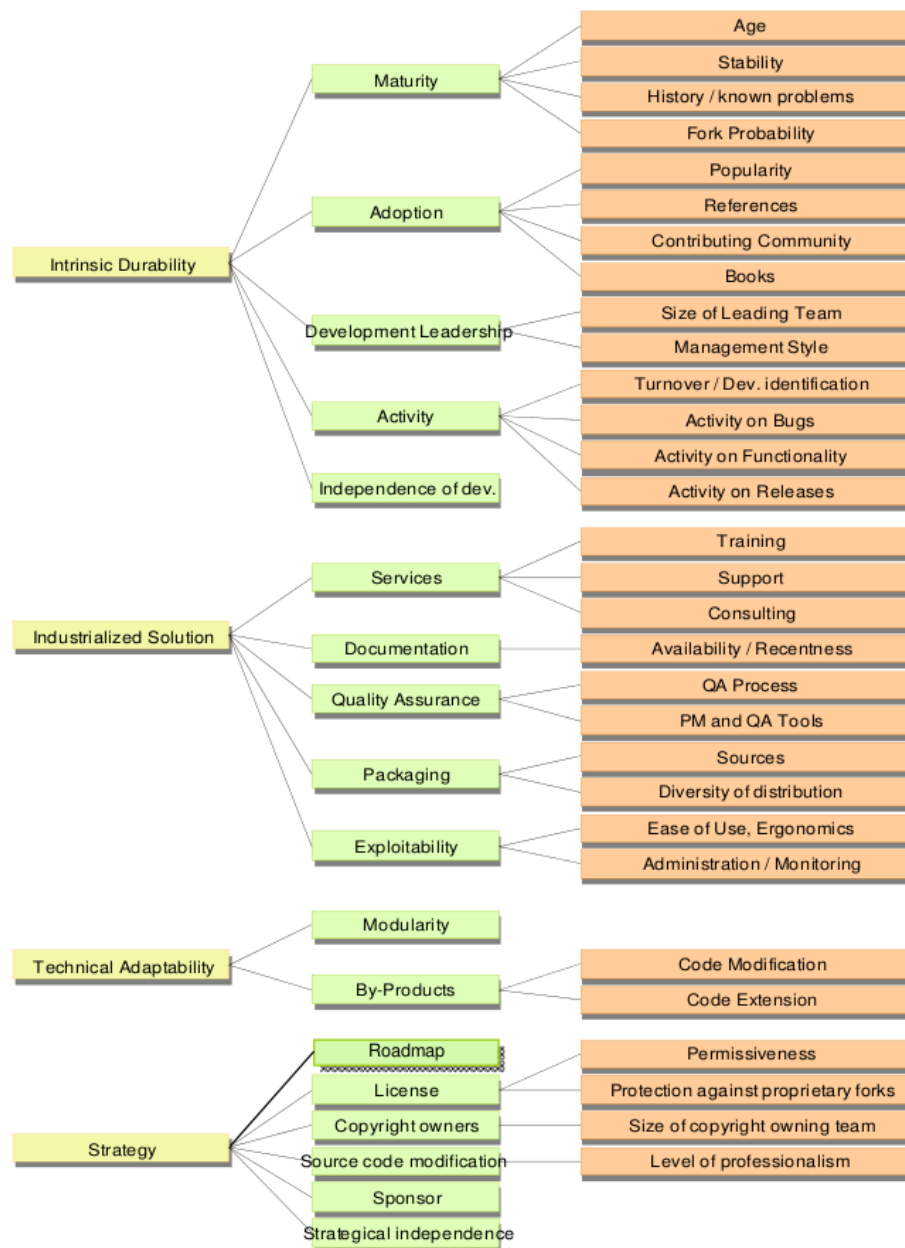 Age
Stability
Maturity
History / known problems
Fork Probability
Popularity
References
Adoption
Contributing Community
Intrinsic Durability
Books
Size of Leading Team
Development Leadership
Management Style
Turnover / Dev. identification
Activity
Activity on Bugs
Activity on Functionality
Independence of dev.
Activity on Releases
Training
Services
Support
Consulting
Industrialized Solution
Documentation
Availability / Recentness
QA Process
Quality Assurance
PM and QA Tools
Sources
Packaging
Diversity of distribution
Ease of Use, Ergonomics
Exploitability
Administration / Monitoring
Modularity
Technical Adaptability
Code Modification
By-Products
Code Extension
Roadmap
Permissiveness
License
Protection against proprietary forks
Copyright owners
Size of copyright owning team
Strategy
Source code modification
Level of professionalism
Sponsor
Strategical independence